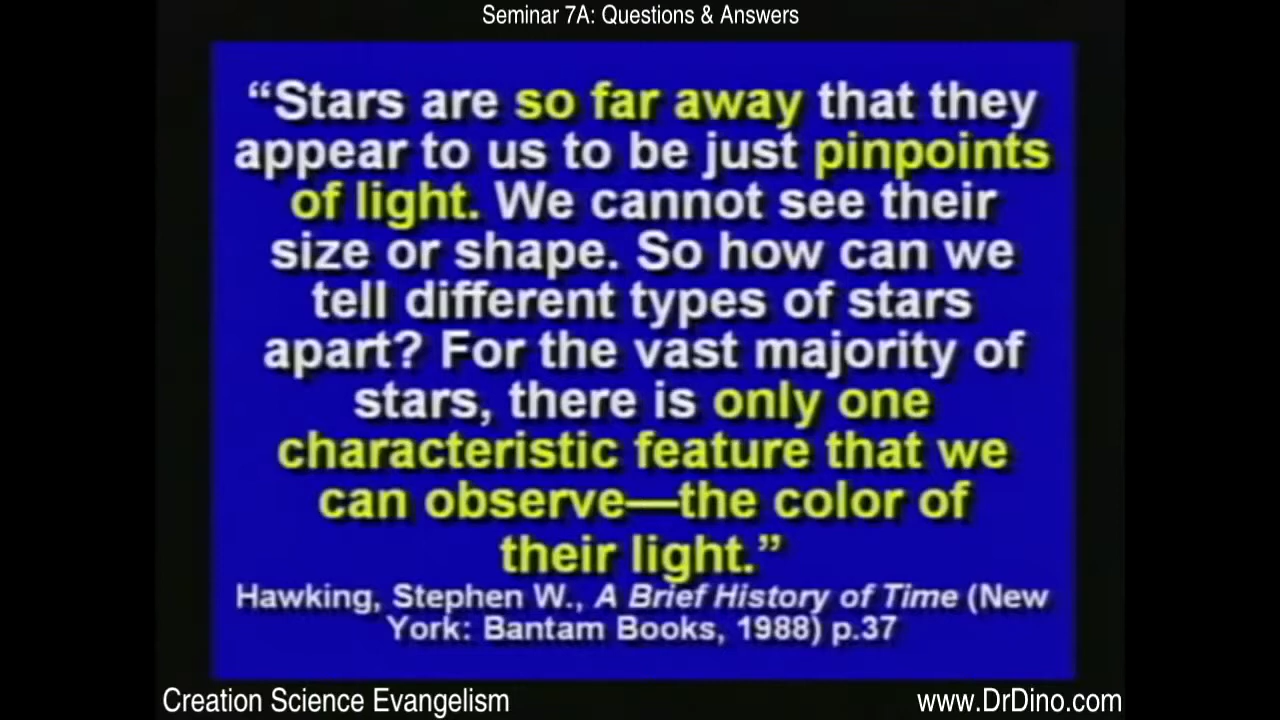 Seminar 7A: Questions & Answers
“Stars are so far away that they
appear to us to be just pinpoints
of light. We cannot see their
size or shape. So how can we
tell different types of stars
apart? For the vast majority of
stars, there is only one
characteristic feature that we
can observe—the color of
their light.”
Hawking, Stephen W., A Brief History of Time (New
York: Bantam Books, 1988) p.37
Creation Science Evangelism
www.DrDino.com